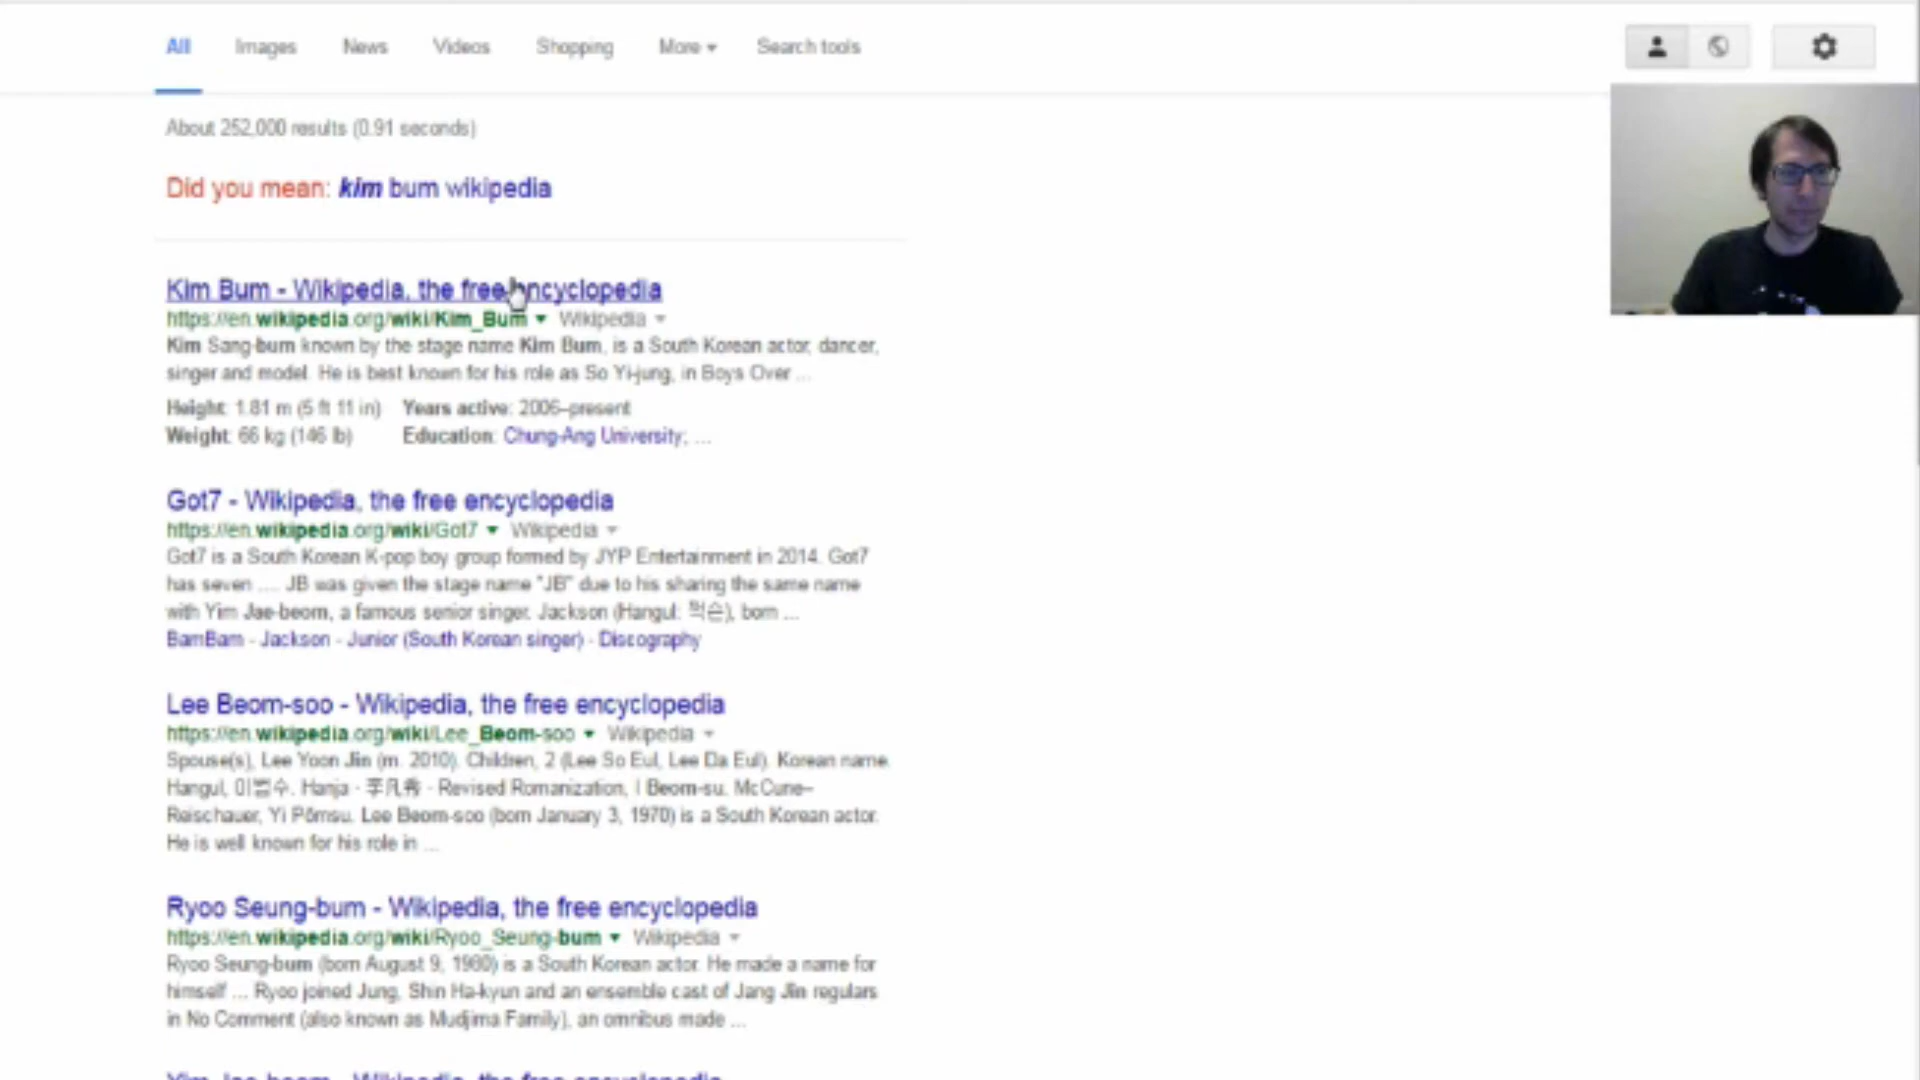 All Images News Videos Shopping More Search tools
About 252,000 results (0.91 seconds)
Did you mean: kim bum wikipedia
Kim Bum - Wikipedia, the free encyclopedia
https://en.wikipedia.org/wiki/Kim_Bum Wikipedia
Kim Sang-bum known by the stage name Kim Bum, is a South Korean actor, dancer,
singer and model. He is best known for his role as So Yi-jung, in Boys Over ...
Height: 1.81 m (5 ft 11 in) Years active: 2006–present
Weight: 66 kg (146 lb) Education: Chung-Ang University; ...
Got7 - Wikipedia, the free encyclopedia
https://en.wikipedia.org/wiki/Got7 Wikipedia
Got7 is a South Korean K-pop boy group formed by JYP Entertainment in 2014. Got7
has seven .... JB was given the stage name "JB" due to his sharing the same name
with Yim Jae-beom, a famous senior singer. Jackson (Hangul: ), born ...
BamBam - Jackson - Junior (South Korean singer) - Discography
Lee Beom-soo - Wikipedia, the free encyclopedia
https://en.wikipedia.org/wiki/Lee_Beom-soo Wikipedia
Spouse(s), Lee Yoon Jin (m. 2010). Children, 2 (Lee So Eul, Lee Da Eul). Korean name.
Hangul, 이범수. Hanja · 李凡秀 · Revised Romanization, I Beom-su. McCune–
Reischauer, Yi Pŏmsu. Lee Beom-soo (born January 3, 1970) is a South Korean actor.
He is well known for his role in ...
Ryoo Seung-bum - Wikipedia, the free encyclopedia
https://en.wikipedia.org/wiki/Ryoo_Seung-bum Wikipedia
Ryoo Seung-bum (born August 9, 1980) is a South Korean actor. He made a name for
himself ... Ryoo joined Jung, Shin Ha-kyun and an ensemble cast of Jang Jin regulars
in No Comment (also known as Mudjima Family), an omnibus made ...
Yim Jae-beom - Wikipedia, the free encyclopedia